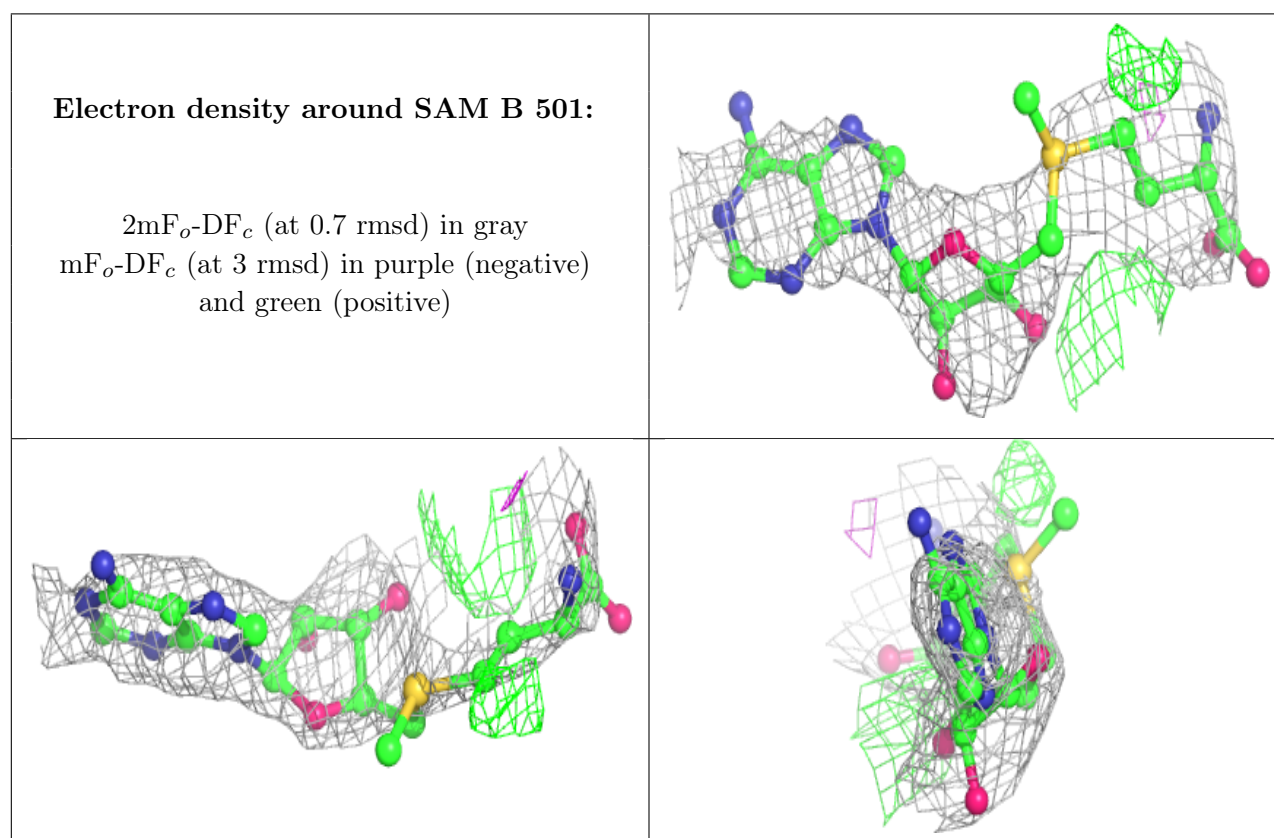 Electron density around SAM B 501:
2mFo-DFc (at 0.7 rmsd) in gray
mFo-DFc (at 3 rmsd) in purple (negative)
and green (positive)